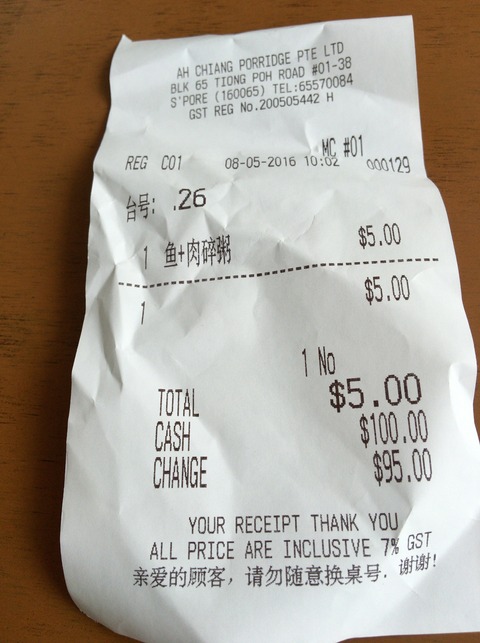 AH CHIANG PORRIDGE PTE LTD
BLK 65 TIONG POH ROAD #01-38
S'PORE (160065) TEL:65570084
GST REG No.200505442 H
MC #01
REG C01 08-05-2016 10:02 000129
台号: .26
1 鱼+肉碎粥 $5.00
1 $5.00
1 No
TOTAL $5.00
CASH $100.00
CHANGE $95.00
YOUR RECEIPT THANK YOU
ALL PRICE ARE INCLUSIVE 7% GST
亲爱的顾客，请勿随意换桌号. 谢谢!